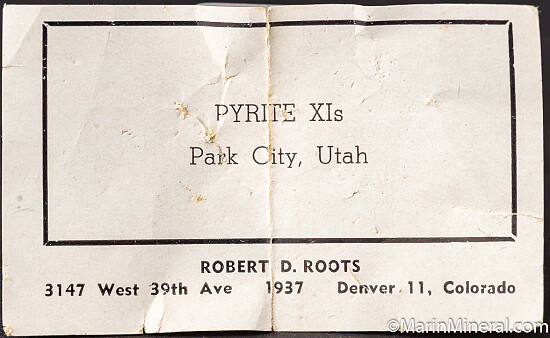 PYRITE XIs
Park City, Utah
ROBERT D. ROOTS
3147 West 39th Ave 1937 Denver 11, Colorado
©MarinMineral.com